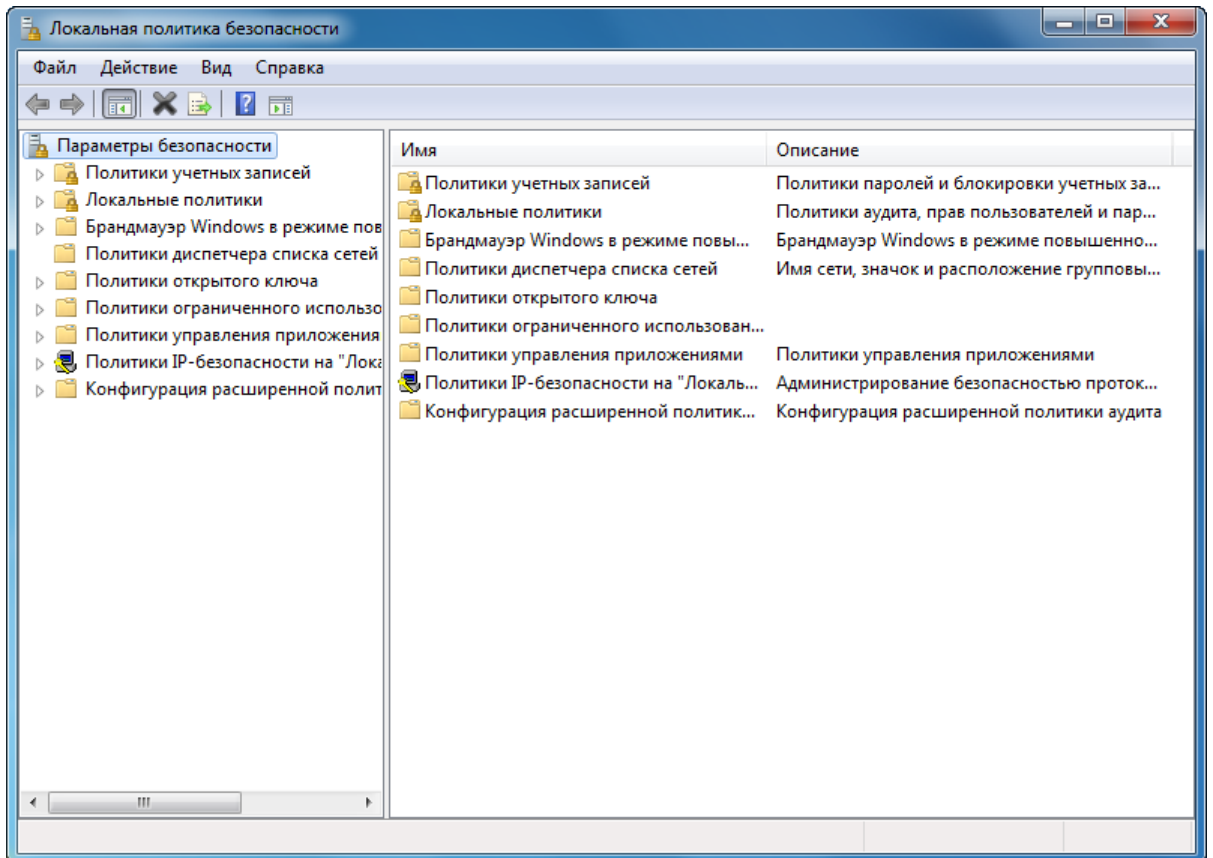 Локальная политика безопасности
Файл Действие Вид Справка
Параметры безопасности
Политики учетных записей
Локальные политики
Брандмауэр Windows в режиме пов
Политики диспетчера списка сетей
Политики открытого ключа
Политики ограниченного использо
Политики управления приложения
Политики IP-безопасности на "Лока
Конфигурация расширенной полит
Имя Описание
Политики учетных записей Политики паролей и блокировки учетных за...
Локальные политики Политики аудита, прав пользователей и пар...
Брандмауэр Windows в режиме повы... Брандмауэр Windows в режиме повышенно...
Политики диспетчера списка сетей Имя сети, значок и расположение групповы...
Политики открытого ключа
Политики ограниченного использован...
Политики управления приложениями Политики управления приложениями
Политики IP-безопасности на "Локаль... Администрирование безопасностью проток...
Конфигурация расширенной политик... Конфигурация расширенной политики аудита